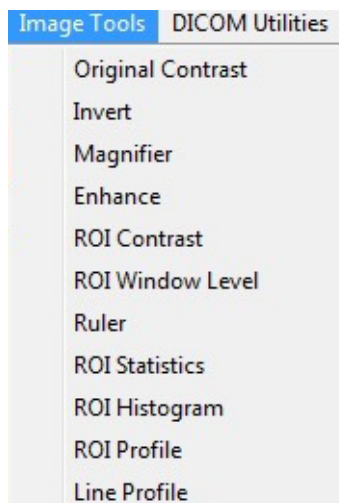 Image Tools DICOM Utilities
Original Contrast
Invert
Magnifier
Enhance
ROI Contrast
ROI Window Level
Ruler
ROI Statistics
ROI Histogram
ROI Profile
Line Profile